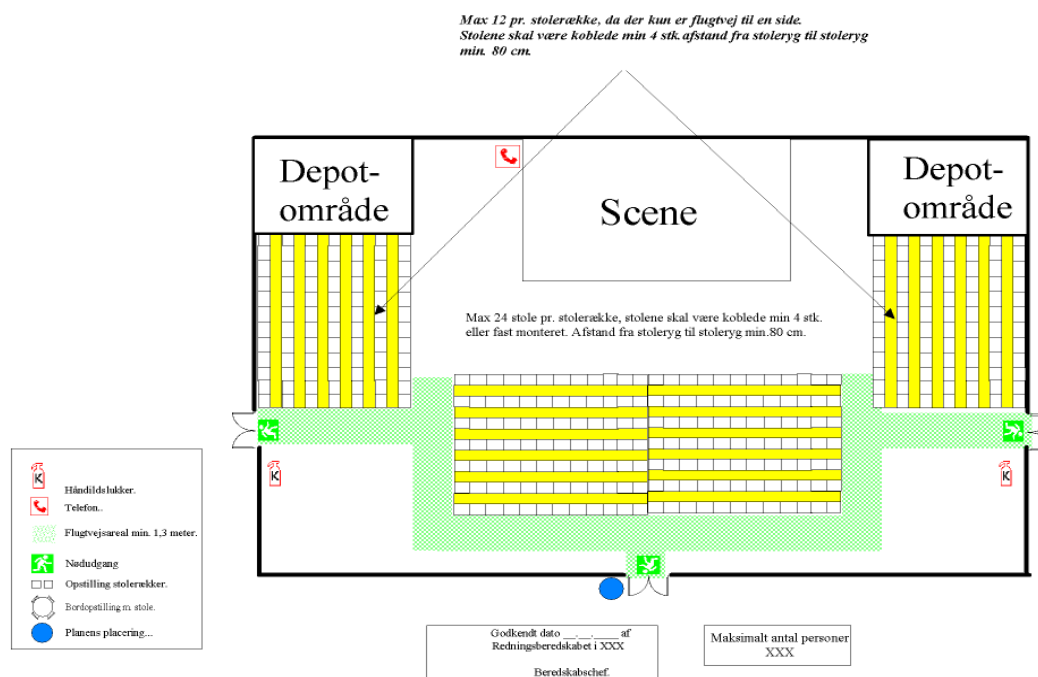 Max 12 pr. stolerække, da der kun er flugtvej til en side.
Stolene skal være koblede min 4 stk.afstand fra stoleryg til stoleryg
min. 80 cm.
Depot-
område
Scene
Depot-
område
Max 24 stole pr. stolerække, stolene skal være koblede min 4 stk.
eller fast monteret. Afstand fra stoleryg til stoleryg min.80 cm.
K
K
K
Håndildslukker.
Telefon..
Flugtvejsareal min. 1,3 meter.
Nødudgang
Opstilling stolerækker.
Bordopstilling m. stole.
Planens placering...
Godkendt dato __.__.____ af
Redningsberedskabet i XXX
Beredskabschef.
Maksimalt antal personer
XXX